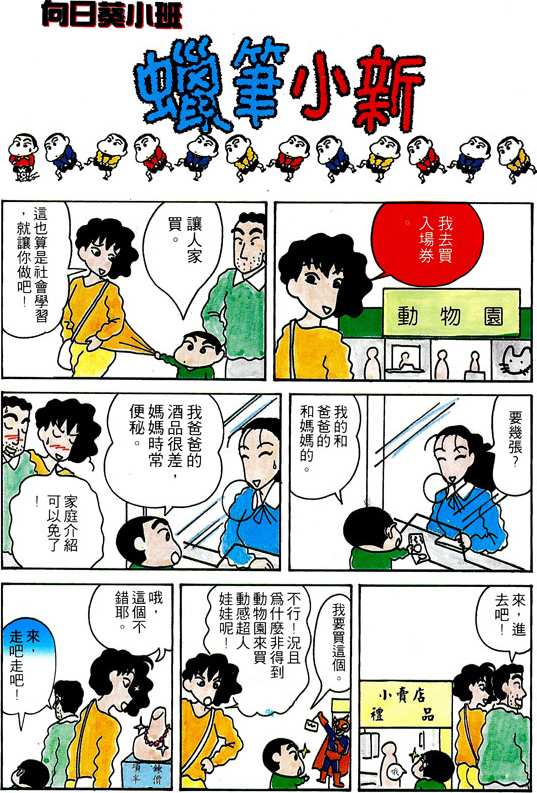 向日葵小班
蠟筆小新
我去買
入場券
。
動物園
讓人家
買。
這也算是社會學習
，就讓你做吧！
要幾張？
我的和
爸爸的
和媽媽的。
我爸爸的
酒品很差，
媽媽時常
便秘。
家庭介紹
可以免了
！
來，進
去吧！
小賣店
禮品
我要買這個。
不行！況且
為什麼非得到
動物園來買
動感超人
娃娃呢！
哦，
這個不
錯耶。
來，
走吧走吧！